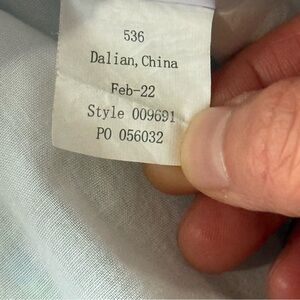 536
Dalian, China
Feb-22
Style 009691
PO 056032